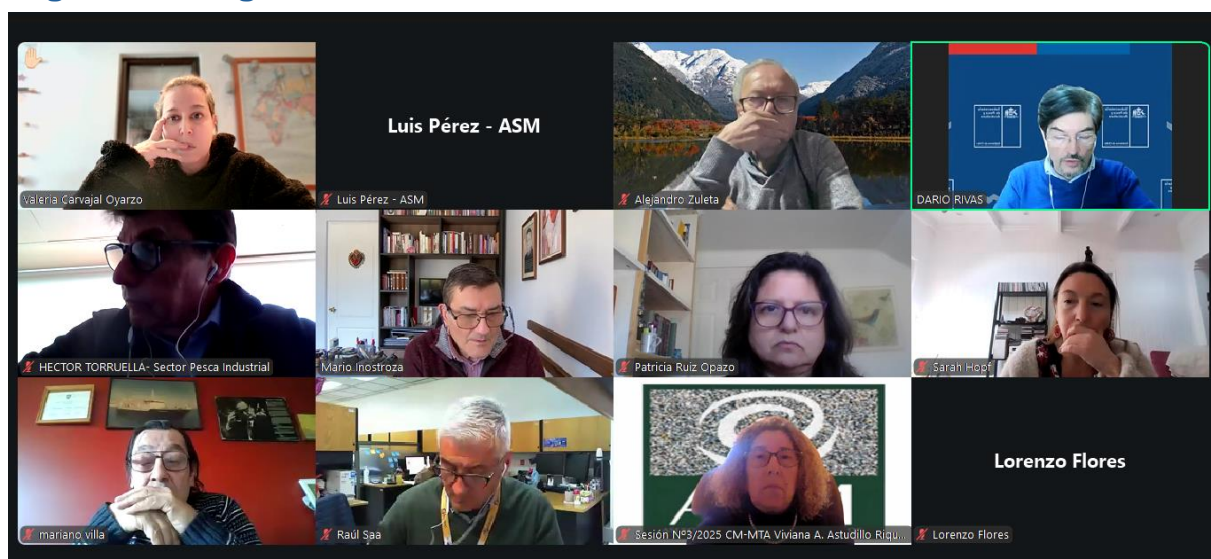 Luis Pérez - ASM
Valeria Carvajal Oyarzo
Luis Pérez - ASM
Alejandro Zuleta
DARIO RIVAS
HECTOR TORRUELLA- Sector Pesca Industrial
Mario Inostroza
Patricia Ruiz Opazo
Sarah Hopf
mariano villa
Raúl Saa
Sesión Nº3/2025 CM-MTA Viviana A. Astudillo Riqu...
Lorenzo Flores
Lorenzo Flores